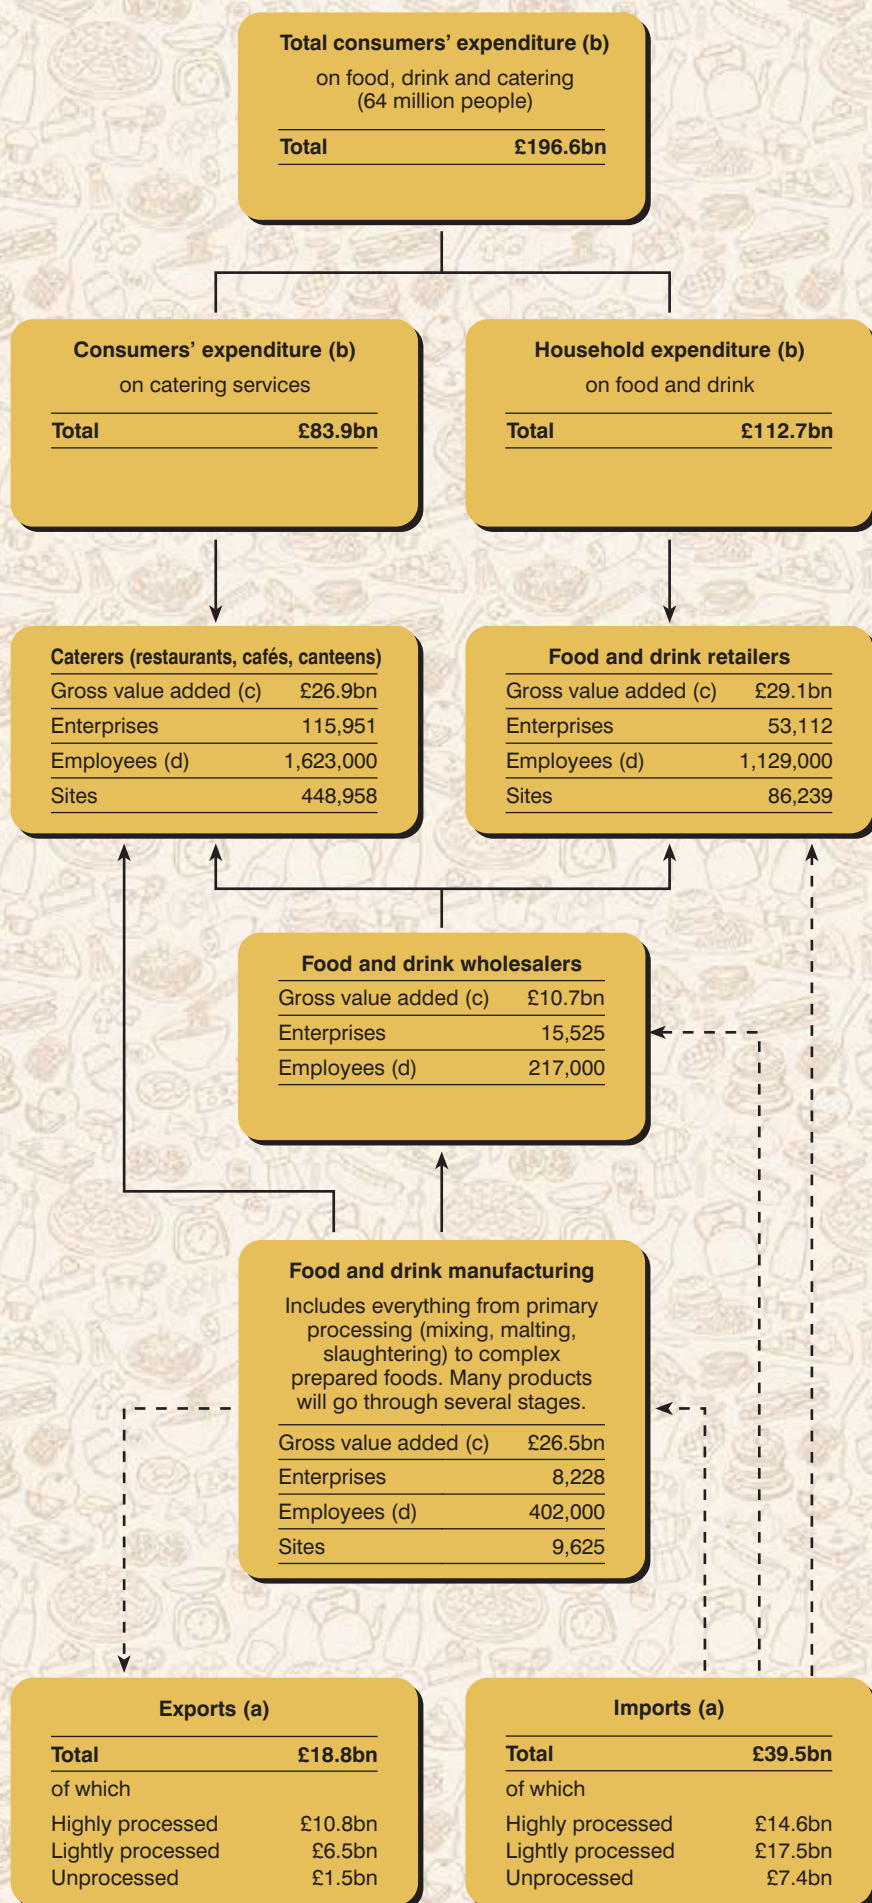 Total consumers’ expenditure (b)
on food, drink and catering
(64 million people)
Total £196.6bn
Consumers’ expenditure (b)
on catering services
Total £83.9bn
Household expenditure (b)
on food and drink
Total £112.7bn
Caterers (restaurants, cafés, canteens)
Gross value added (c) £26.9bn
Enterprises 115,951
Employees (d) 1,623,000
Sites 448,958
Food and drink retailers
Gross value added (c) £29.1bn
Enterprises 53,112
Employees (d) 1,129,000
Sites 86,239
Food and drink wholesalers
Gross value added (c) £10.7bn
Enterprises 15,525
Employees (d) 217,000
Food and drink manufacturing
Includes everything from primary
processing (mixing, malting,
slaughtering) to complex
prepared foods. Many products
will go through several stages.
Gross value added (c) £26.5bn
Enterprises 8,228
Employees (d) 402,000
Sites 9,625
Exports (a)
Total £18.8bn
of which
Highly processed £10.8bn
Lightly processed £6.5bn
Unprocessed £1.5bn
Imports (a)
Total £39.5bn
of which
Highly processed £14.6bn
Lightly processed £17.5bn
Unprocessed £7.4bn